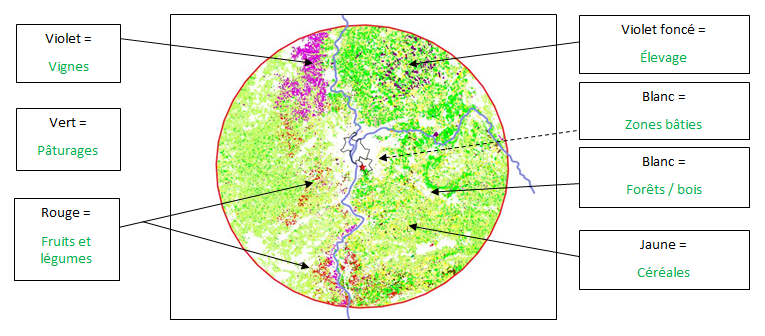 Violet =
Vignes
Vert =
Pâturages
Rouge =
Fruits et
légumes
Violet foncé =
Élevage
Blanc =
Zones bâties
Blanc =
Forêts / bois
Jaune =
Céréales